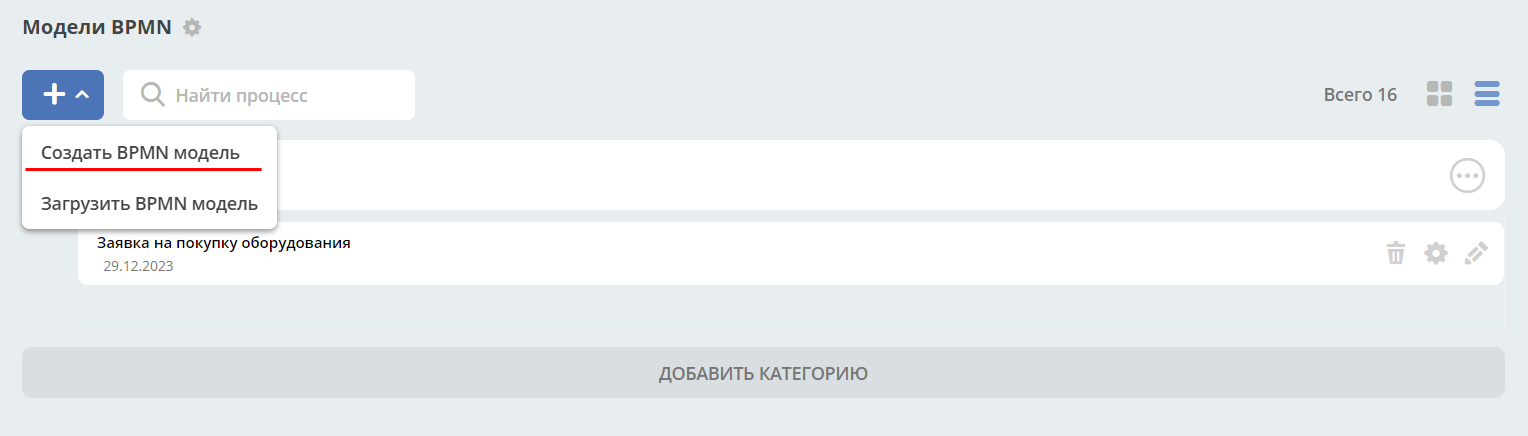 Модели BPMN
Найти процесс
Всего 16
Создать BPMN модель
Загрузить BPMN модель
Заявка на покупку оборудования
29.12.2023
ДОБАВИТЬ КАТЕГОРИЮ